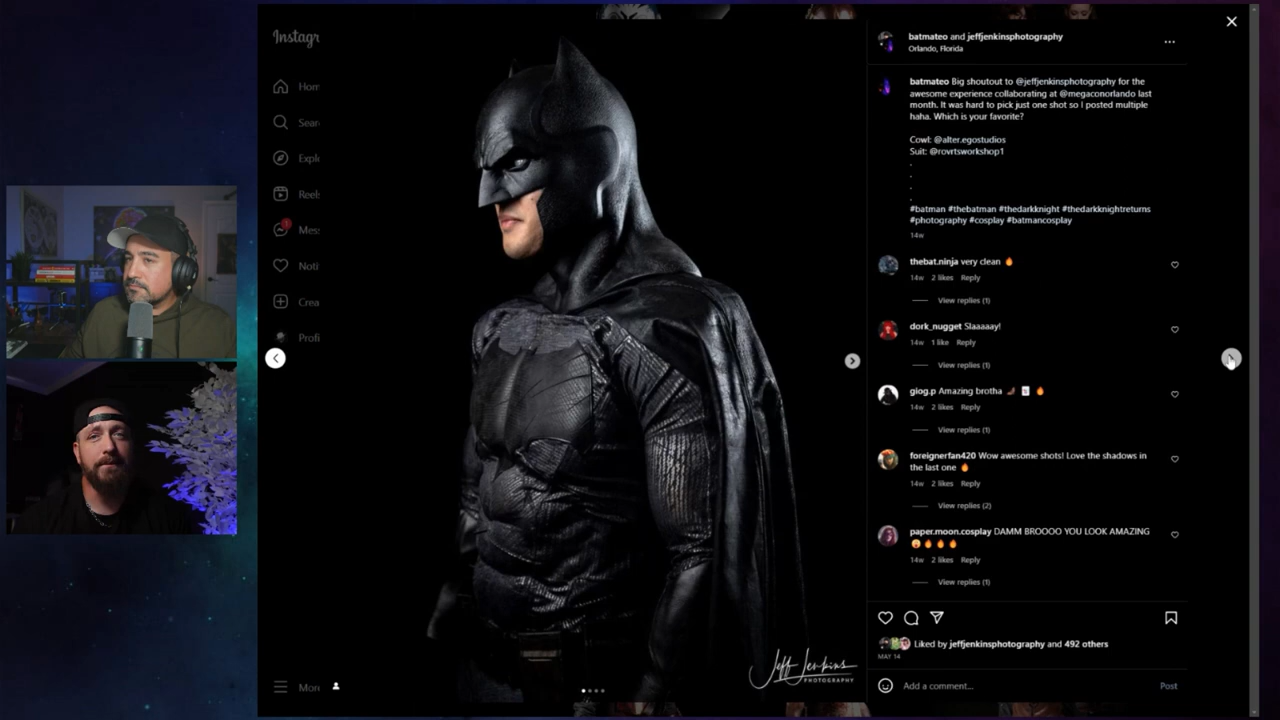 Instagr
Hom
Sear
Explo
Reels
Mess
Noti
Crea
Profi
More
Jeff Jenkins
PHOTOGRAPHY
batmateo and jeffjenkinsphotography
Orlando, Florida
batmateo Big shoutout to @jeffjenkinsphotography for the
awesome experience collaborating at @megaconorlando last
month. It was hard to pick just one shot so I posted multiple
haha. Which is your favorite?
Cowl: @alter.egostudios
Suit: @rovrtsworkshop1
.
.
.
.
#batman #thebatman #thedarkknight #thedarkknightreturns
#photography #cosplay #batmancosplay
14w
thebat.ninja very clean 🔥
14w 2 likes Reply
View replies (1)
dork_nugget Slaaaaay!
14w 1 like Reply
View replies (1)
giog.p Amazing brotha 🦇 🃏 🔥
14w 2 likes Reply
View replies (1)
foreignerfan420 Wow awesome shots! Love the shadows in
the last one 🔥
14w 2 likes Reply
View replies (2)
paper.moon.cosplay DAMM BROOOO YOU LOOK AMAZING
😱 🔥 🔥 🔥
14w 2 likes Reply
View replies (1)
Liked by jeffjenkinsphotography and 492 others
MAY 14
Add a comment...
Post